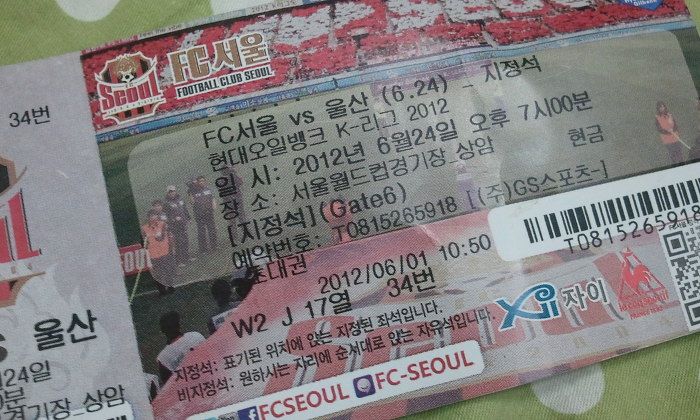 34번
Seoul
FC서울
FOOTBALL CLUB SEOUL
FC서울 vs 울산 (6.24) - 지정석
현대오일뱅크 K-리그 2012
일 시: 2012년 6월24일 오후 7시00분
장 소: 서울월드컵경기장_상암
현금
[지정석](Gate6)
예약번호: T0815265918 [(주)GS스포츠-]
초대권
2012/06/01 10:50
W2 J 17열 34번
지정석: 표기된 위치에 있는 지정된 좌석입니다.
비지정석: 원하시는 자리에 순서대로 앉는 자유석입니다.
T0815265918
Xi 자이
FCSEOUL
FC-SEOUL
s 울산
24일
0분
경기장_상암